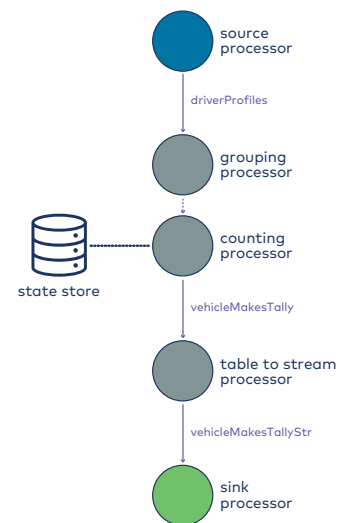 source
processor
driverProfiles
grouping
processor
counting
processor
state store
vehicleMakesTally
table to stream
processor
vehicleMakesTallyStr
sink
processor